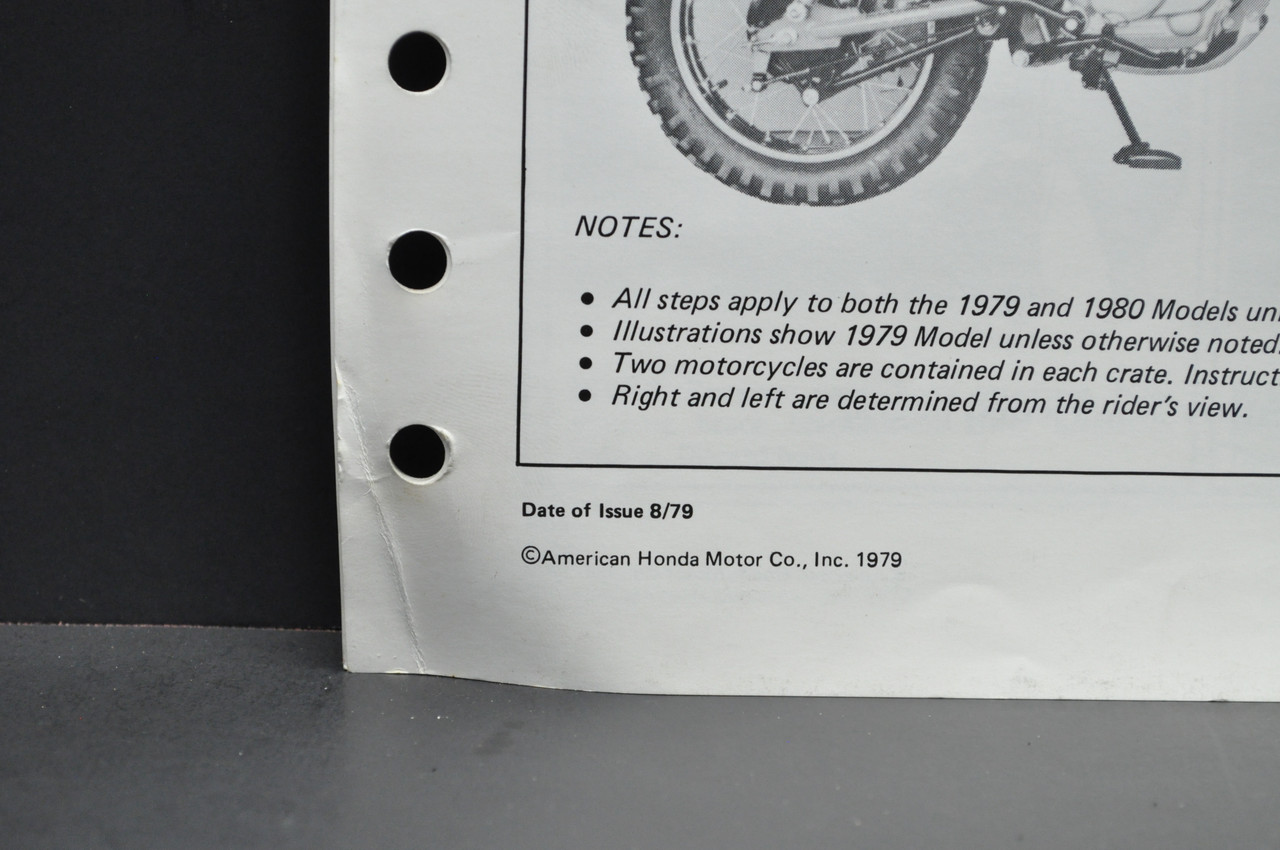 NOTES:
• All steps apply to both the 1979 and 1980 Models
• Illustrations show 1979 Model unless otherwise noted.
• Two motorcycles are contained in each crate.
• Right and left are determined from the rider's view.
Date of Issue 8/79
©American Honda Motor Co., Inc. 1979